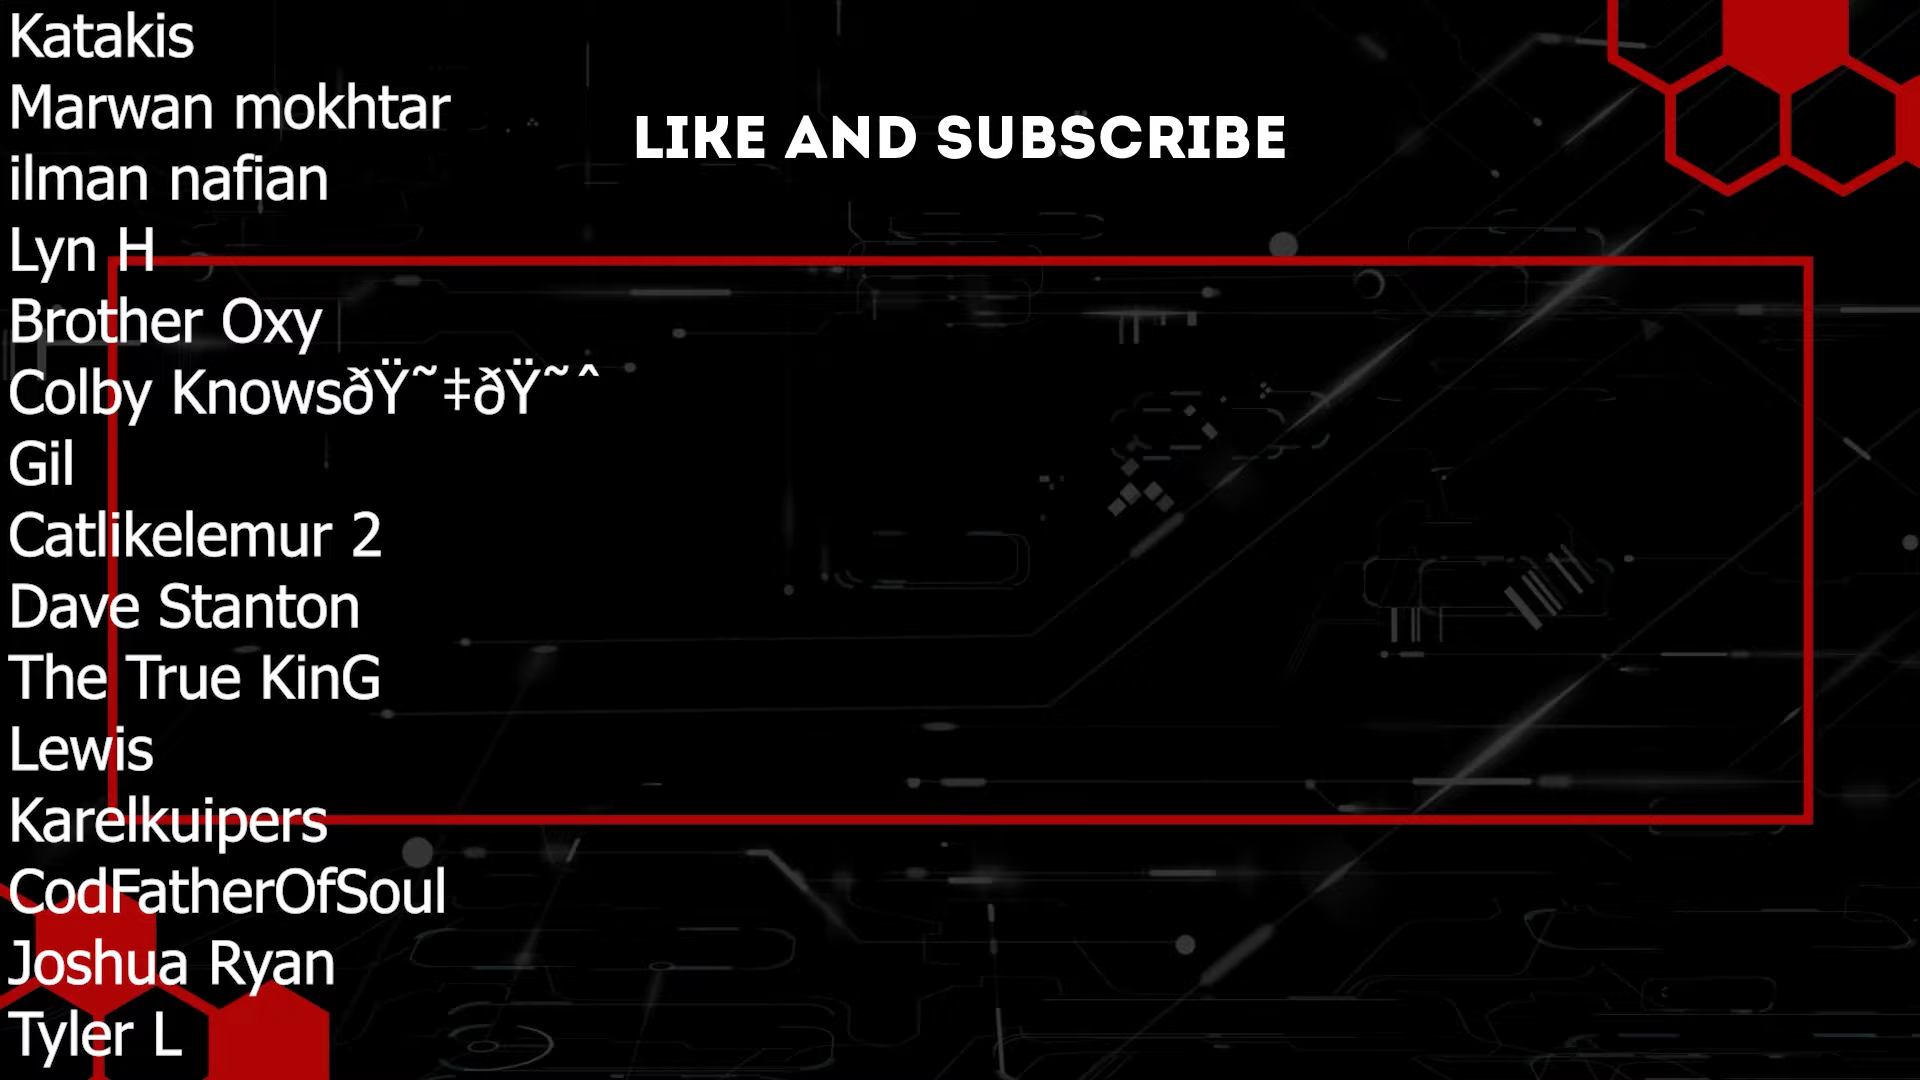 Katakis
Marwan mokhtar
LIKE AND SUBSCRIBE
ilman nafian
Lyn H
Brother Oxy
Colby KnowsðŸ˜‡ðŸ˜ˆ
Gil
Catlikelemur 2
Dave Stanton
The True KinG
Lewis
Karelkuipers
CodFatherOfSoul
Joshua Ryan
Tyler L